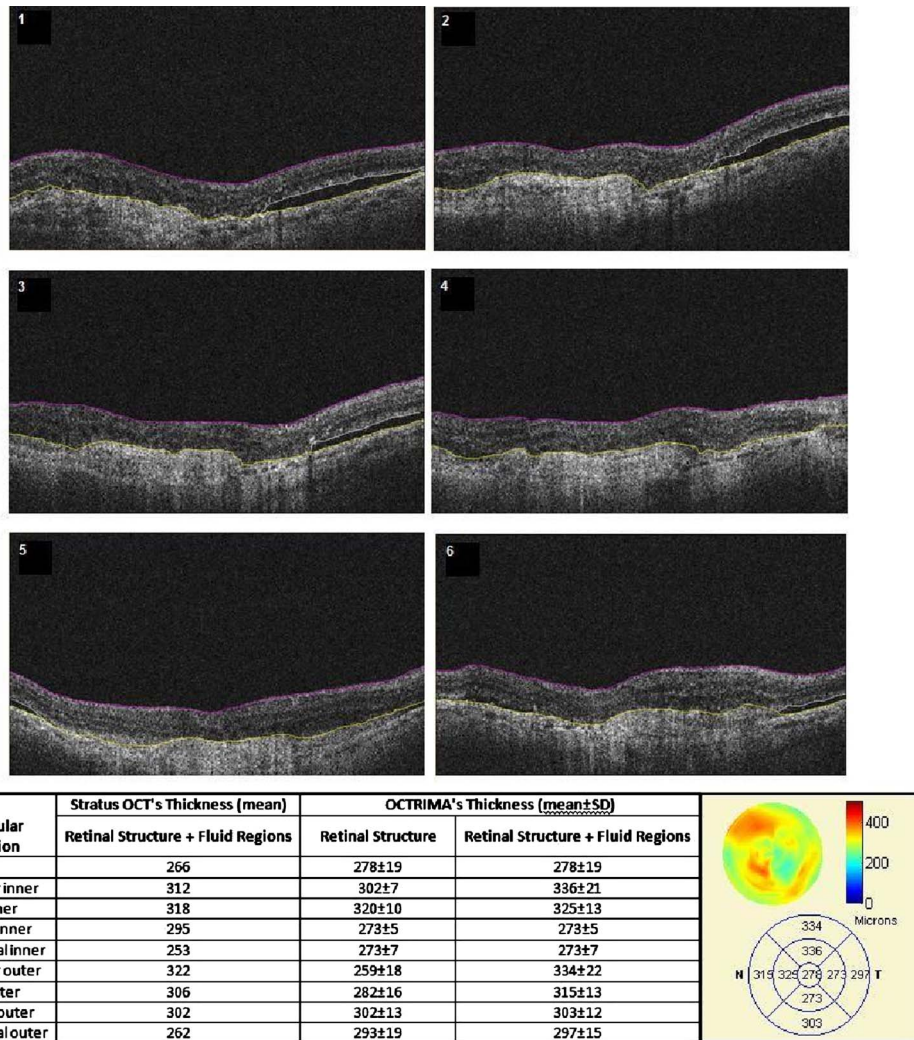 1
2
3
4
5
6
Stratus OCT's Thickness (mean) OCTRIMA's Thickness (mean±SD)
Retinal Structure + Fluid Regions Retinal Structure Retinal Structure + Fluid Regions
266 278±19 278±19
inner 312 302±7 336±21
318 320±10 325±13
295 273±5 273±5
253 273±7 273±7
outer 322 259±18 334±22
306 282±16 315±13
302 302±13 303±12
262 293±19 297±15
400
200
0
Microns
334
336
N 315 325 278 273 297 T
273
303